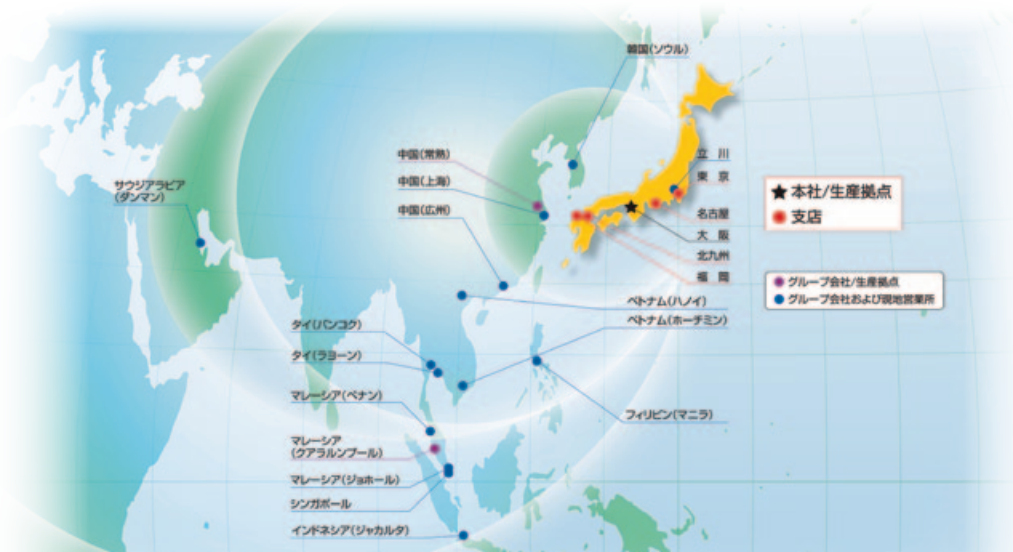 韓国(ソウル)
中国(常熟)
中国(上海)
中国(広州)
サウジアラビア
(ダンマン)
立 川
東 京
名古屋
大 阪
北九州
福 岡
★ 本社/生産拠点
● 支店
● グループ会社/生産拠点
● グループ会社および現地営業所
ベトナム(ハノイ)
ベトナム(ホーチミン)
タイ(バンコク)
タイ(ラヨーン)
マレーシア(ペナン)
フィリピン(マニラ)
マレーシア
(クアラルンプール)
マレーシア(ジョホール)
シンガポール
インドネシア(ジャカルタ)